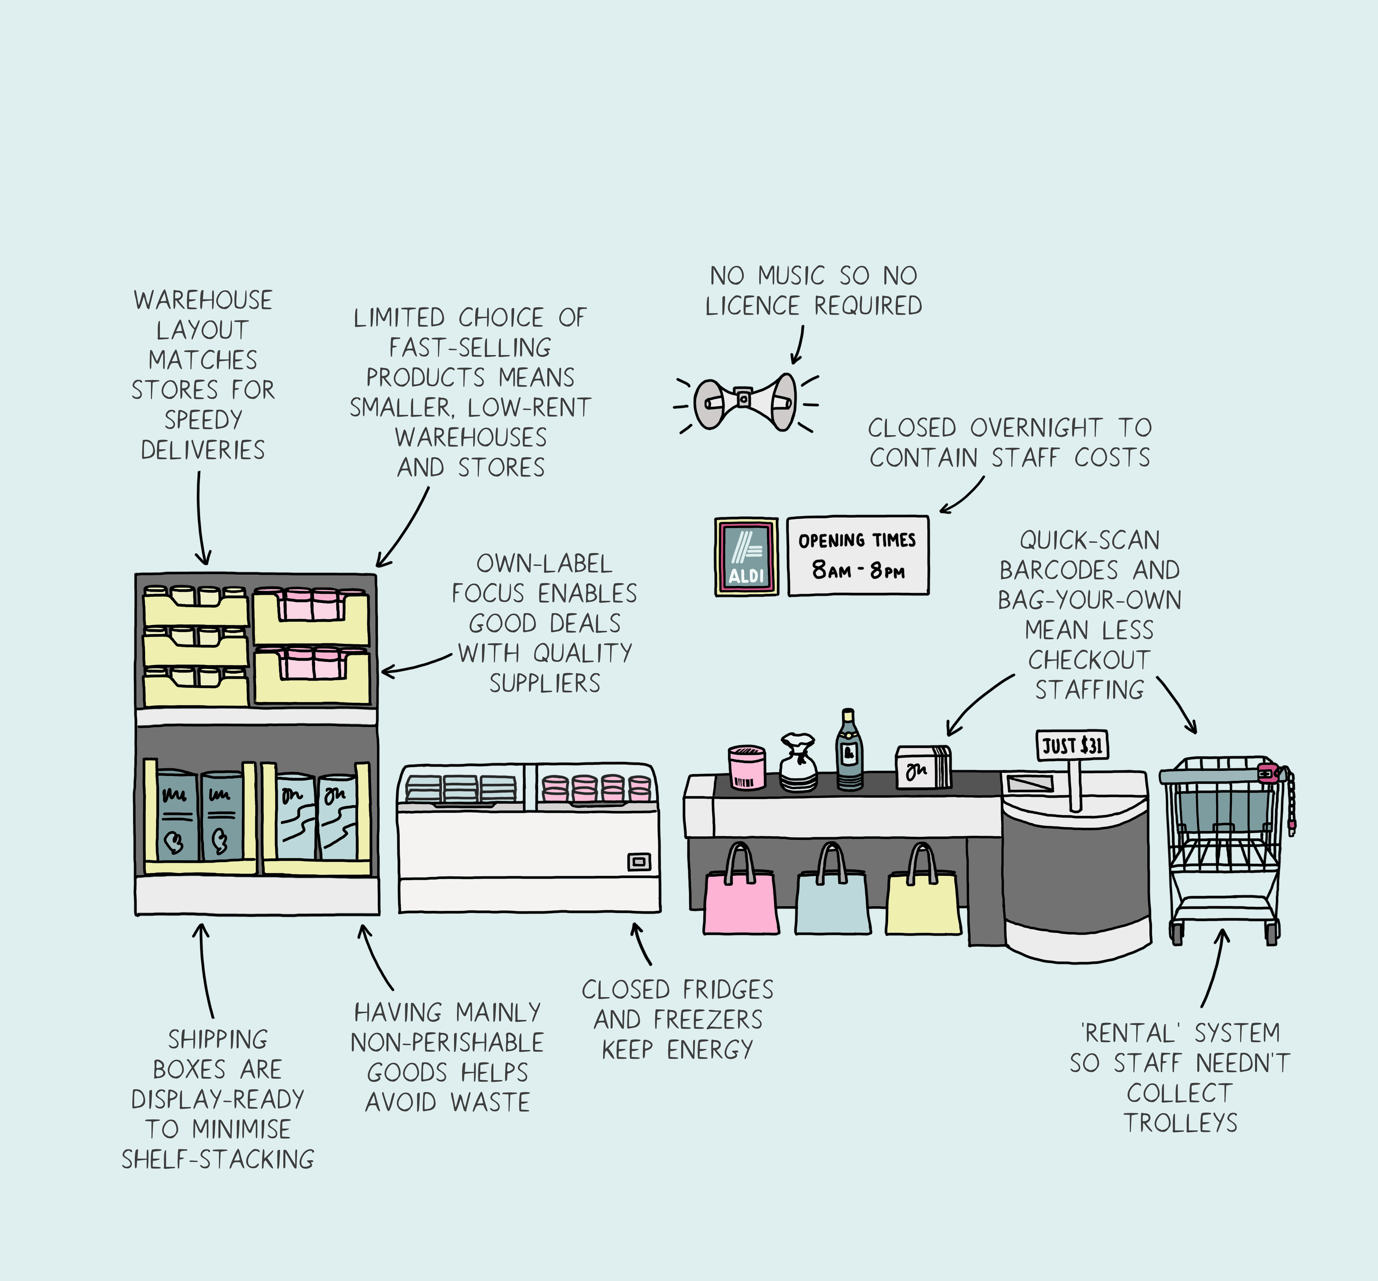 NO MUSIC SO NO
LICENCE REQUIRED
WAREHOUSE
LAYOUT
MATCHES
STORES FOR
SPEEDY
DELIVERIES
LIMITED CHOICE OF
FAST-SELLING
PRODUCTS MEANS
SMALLER, LOW-RENT
WAREHOUSES
AND STORES
CLOSED OVERNIGHT TO
CONTAIN STAFF COSTS
ALDI
OPENING TIMES
8AM - 8PM
OWN-LABEL
FOCUS ENABLES
GOOD DEALS
WITH QUALITY
SUPPLIERS
QUICK-SCAN
BARCODES AND
BAG-YOUR-OWN
MEAN LESS
CHECKOUT
STAFFING
JUST $31
SHIPPING
BOXES ARE
DISPLAY-READY
TO MINIMISE
SHELF-STACKING
HAVING MAINLY
NON-PERISHABLE
GOODS HELPS
AVOID WASTE
CLOSED FRIDGES
AND FREEZERS
KEEP ENERGY
'RENTAL' SYSTEM
SO STAFF NEEDN'T
COLLECT
TROLLEYS